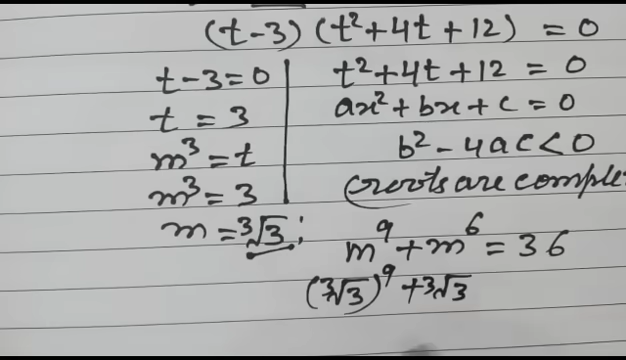 (t-3) (t²+4t+12) = 0
t-3=0
t = 3
m³=t
m³= 3
m = ∛3;
t²+4t+12 = 0
ax²+bx+c = 0
b²-4ac<0
(roots are comple
m⁹+m⁶=36
(∛3)⁹+∛3